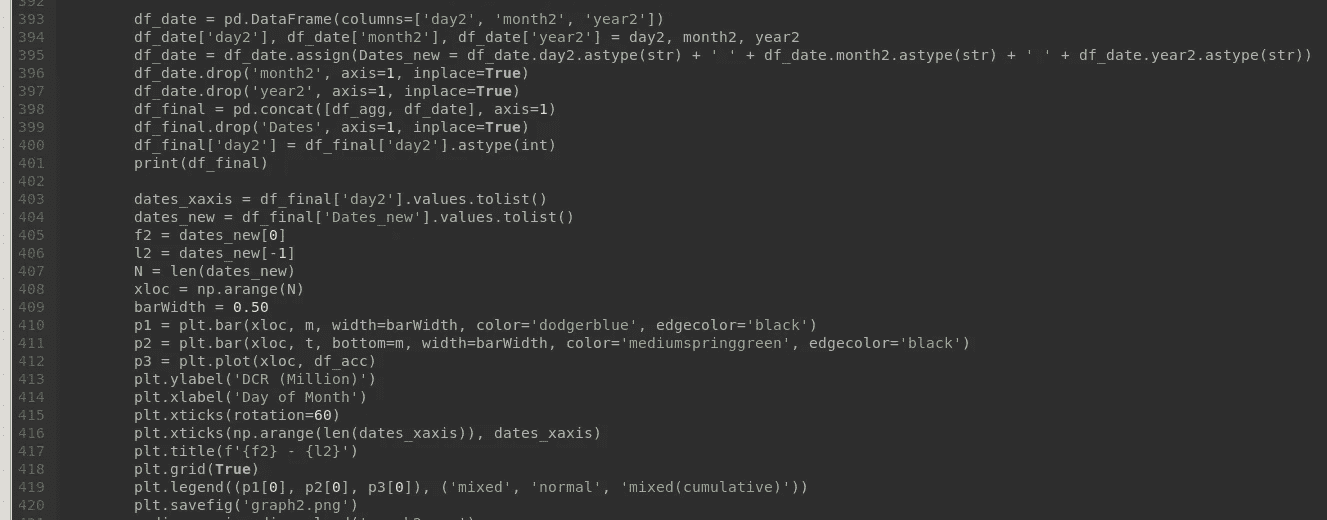 392
393 df_date = pd.DataFrame(columns=['day2', 'month2', 'year2'])
394 df_date['day2'], df_date['month2'], df_date['year2'] = day2, month2, year2
395 df_date = df_date.assign(Dates_new = df_date.day2.astype(str) + ' ' + df_date.month2.astype(str) + ' ' + df_date.year2.astype(str))
396 df_date.drop('month2', axis=1, inplace=True)
397 df_date.drop('year2', axis=1, inplace=True)
398 df_final = pd.concat([df_agg, df_date], axis=1)
399 df_final.drop('Dates', axis=1, inplace=True)
400 df_final['day2'] = df_final['day2'].astype(int)
401 print(df_final)
402
403 dates_xaxis = df_final['day2'].values.tolist()
404 dates_new = df_final['Dates_new'].values.tolist()
405 f2 = dates_new[0]
406 l2 = dates_new[-1]
407 N = len(dates_new)
408 xloc = np.arange(N)
409 barWidth = 0.50
410 p1 = plt.bar(xloc, m, width=barWidth, color='dodgerblue', edgecolor='black')
411 p2 = plt.bar(xloc, t, bottom=m, width=barWidth, color='mediumspringgreen', edgecolor='black')
412 p3 = plt.plot(xloc, df_acc)
413 plt.ylabel('DCR (Million)')
414 plt.xlabel('Day of Month')
415 plt.xticks(rotation=60)
416 plt.xticks(np.arange(len(dates_xaxis)), dates_xaxis)
417 plt.title(f'{f2} - {l2}')
418 plt.grid(True)
419 plt.legend((p1[0], p2[0], p3[0]), ('mixed', 'normal', 'mixed(cumulative)'))
420 plt.savefig('graph2.png')